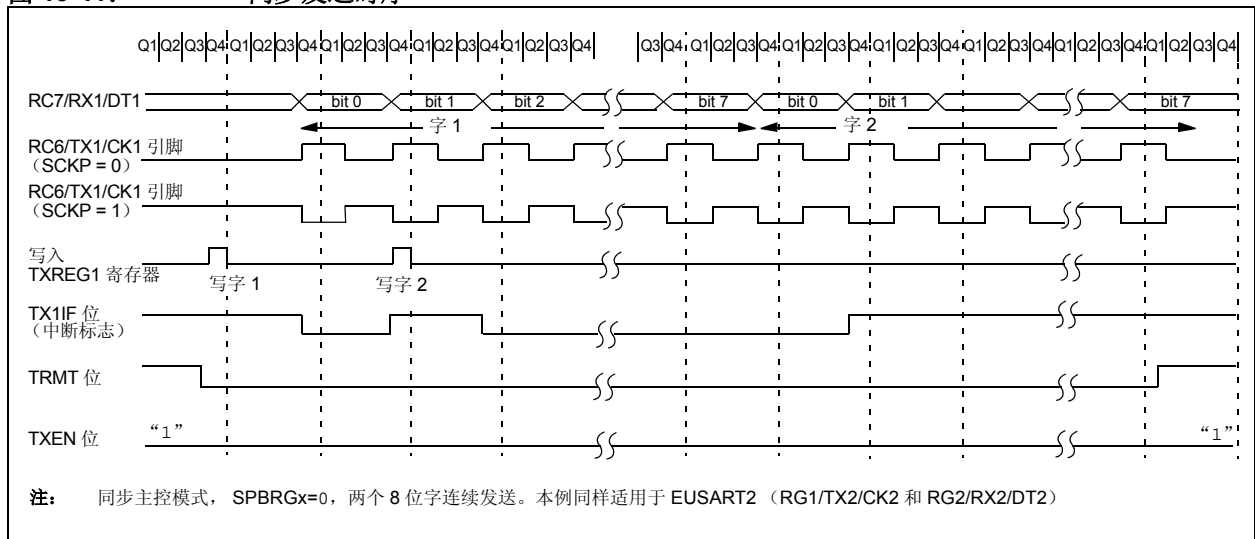 Q1 Q2 Q3 Q4 Q1 Q2 Q3 Q4 Q1 Q2 Q3 Q4 Q1 Q2 Q3 Q4 Q1 Q2 Q3 Q4 Q3 Q4 Q1 Q2 Q3 Q4 Q1 Q2 Q3 Q4 Q1 Q2 Q3 Q4 Q1 Q2 Q3 Q4 Q1 Q2 Q3 Q4 Q1 Q2 Q3 Q4
RC7/RX1/DT1 bit 0 bit 1 bit 2 bit 7 bit 0 bit 1 bit 7
字 1 字 2
RC6/TX1/CK1 引脚
（SCKP = 0）
RC6/TX1/CK1 引脚
（SCKP = 1）
写入
TXREG1 寄存器
写字 1 写字 2
TX1IF 位
（中断标志）
TRMT 位
TXEN 位 “1” “1”
注： 同步主控模式， SPBRGx=0，两个 8 位字连续发送。本例同样适用于 EUSART2 （RG1/TX2/CK2 和 RG2/RX2/DT2）